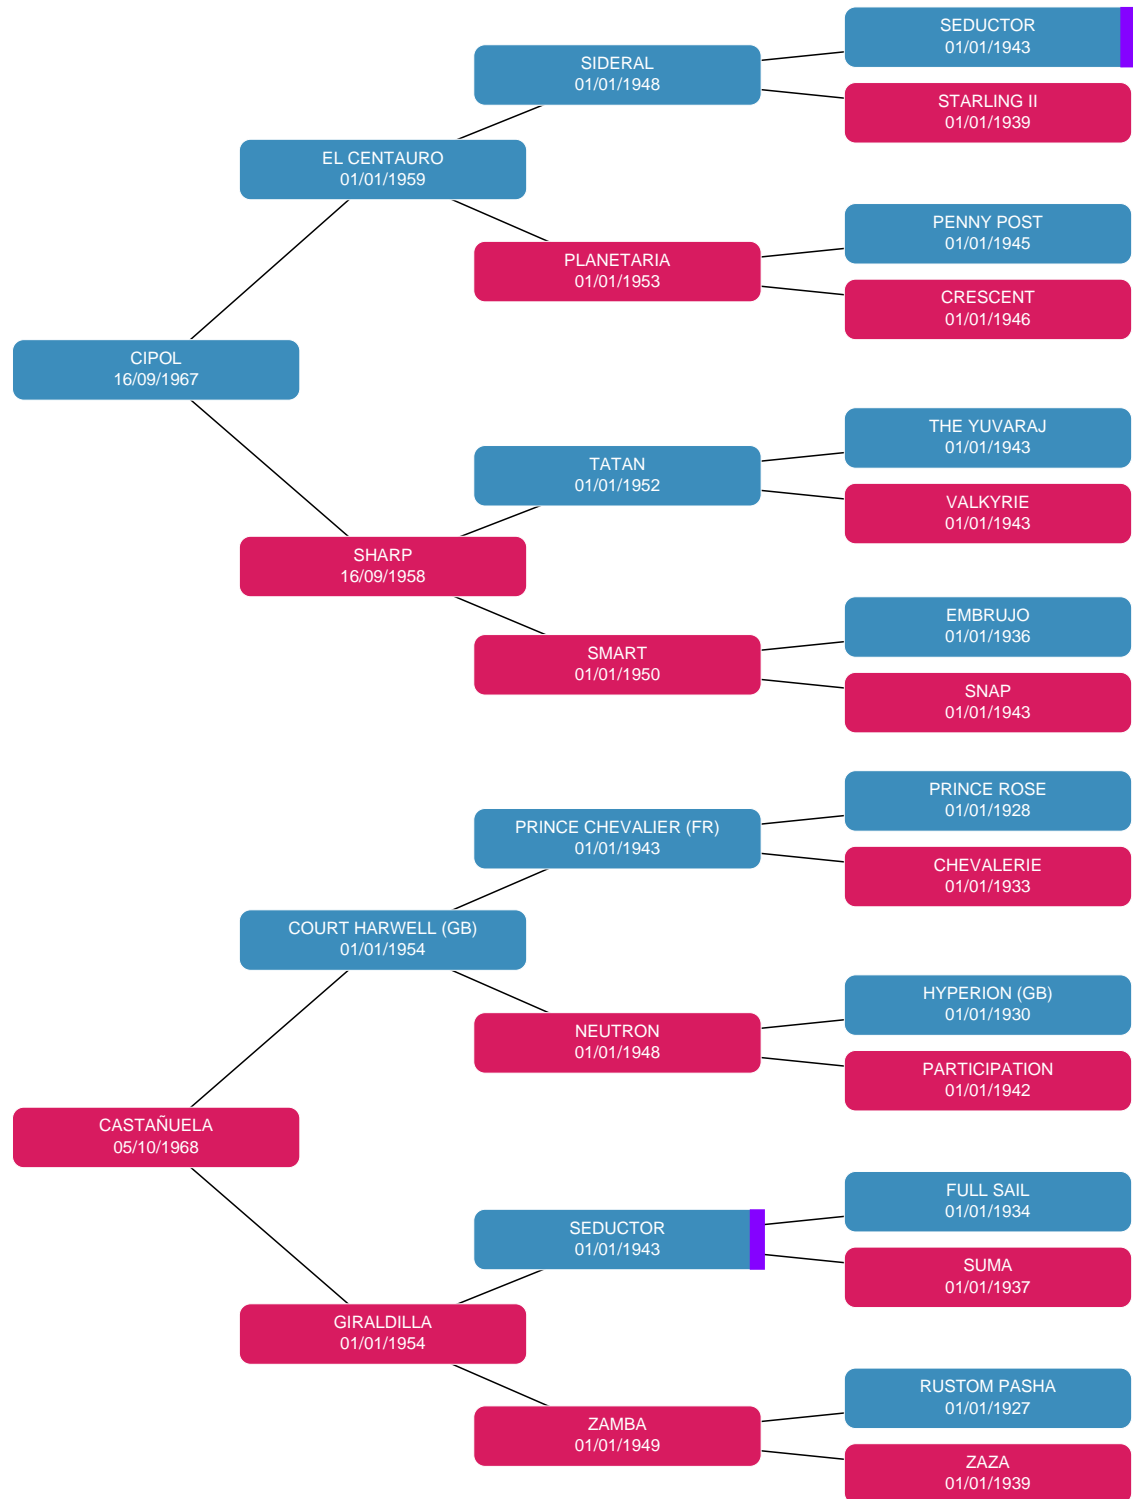 SEDUCTOR
01/01/1943
SIDERAL
01/01/1948
STARLING II
01/01/1939
EL CENTAURO
01/01/1959
PENNY POST
01/01/1945
PLANETARIA
01/01/1953
CRESCENT
01/01/1946
CIPOL
16/09/1967
THE YUVARAJ
01/01/1943
TATAN
01/01/1952
VALKYRIE
01/01/1943
SHARP
16/09/1958
EMBRUJO
01/01/1936
SMART
01/01/1950
SNAP
01/01/1943
PRINCE ROSE
01/01/1928
PRINCE CHEVALIER (FR)
01/01/1943
CHEVALERIE
01/01/1933
COURT HARWELL (GB)
01/01/1954
HYPERION (GB)
01/01/1930
NEUTRON
01/01/1948
PARTICIPATION
01/01/1942
CASTAÑUELA
05/10/1968
FULL SAIL
01/01/1934
SEDUCTOR
01/01/1943
SUMA
01/01/1937
GIRALDILLA
01/01/1954
RUSTOM PASHA
01/01/1927
ZAMBA
01/01/1949
ZAZA
01/01/1939